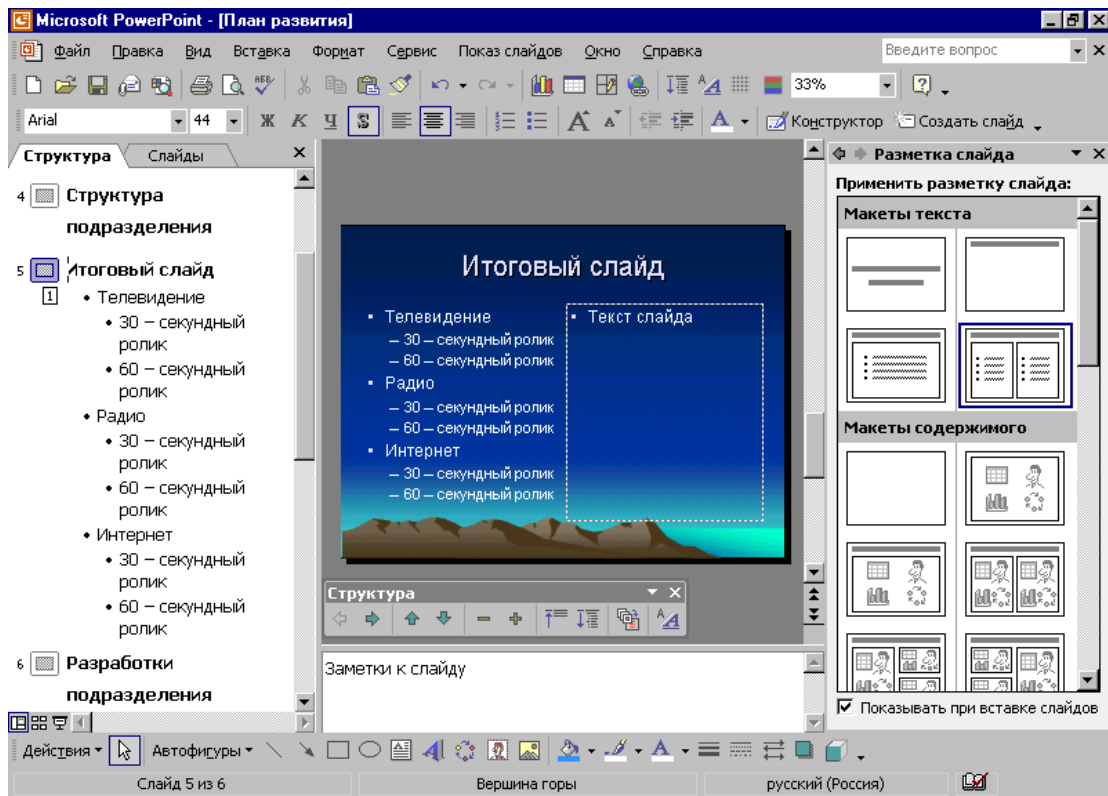 Microsoft PowerPoint - [План развития]
Файл Правка Вид Вставка Формат Сервис Показ слайдов Окно Справка Введите вопрос
33%
Arial 44 Ж К Ч S Конструктор Создать слайд
Структура Слайды
4 Структура
подразделения
5 Итоговый слайд
1 • Телевидение
• 30 – секундный
ролик
• 60 – секундный
ролик
• Радио
• 30 – секундный
ролик
• 60 – секундный
ролик
• Интернет
• 30 – секундный
ролик
• 60 – секундный
ролик
6 Разработки
подразделения
Итоговый слайд
▪ Телевидение
– 30 – секундный ролик
– 60 – секундный ролик
▪ Радио
– 30 – секундный ролик
– 60 – секундный ролик
▪ Интернет
– 30 – секундный ролик
– 60 – секундный ролик
▪ Текст слайда
Структура
Заметки к слайду
Разметка слайда
Применить разметку слайда:
Макеты текста
Макеты содержимого
Показывать при вставке слайдов
Действия Автофигуры
Слайд 5 из 6 Вершина горы русский (Россия)